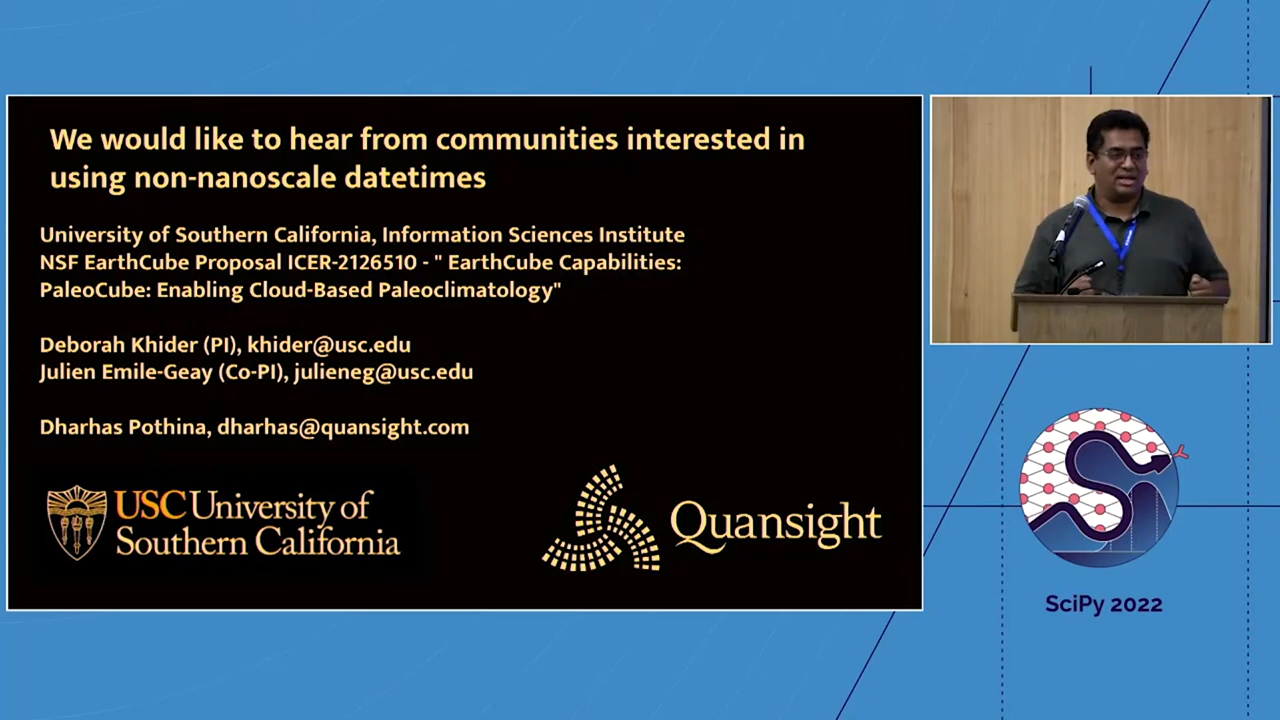 We would like to hear from communities interested in
using non-nanoscale datetimes
University of Southern California, Information Sciences Institute
NSF EarthCube Proposal ICER-2126510 - " EarthCube Capabilities:
PaleoCube: Enabling Cloud-Based Paleoclimatology"
Deborah Khider (PI), khider@usc.edu
Julien Emile-Geay (Co-PI), julieneg@usc.edu
Dharhas Pothina, dharhas@quansight.com
USC University of
Southern California
Quansight
SciPy 2022